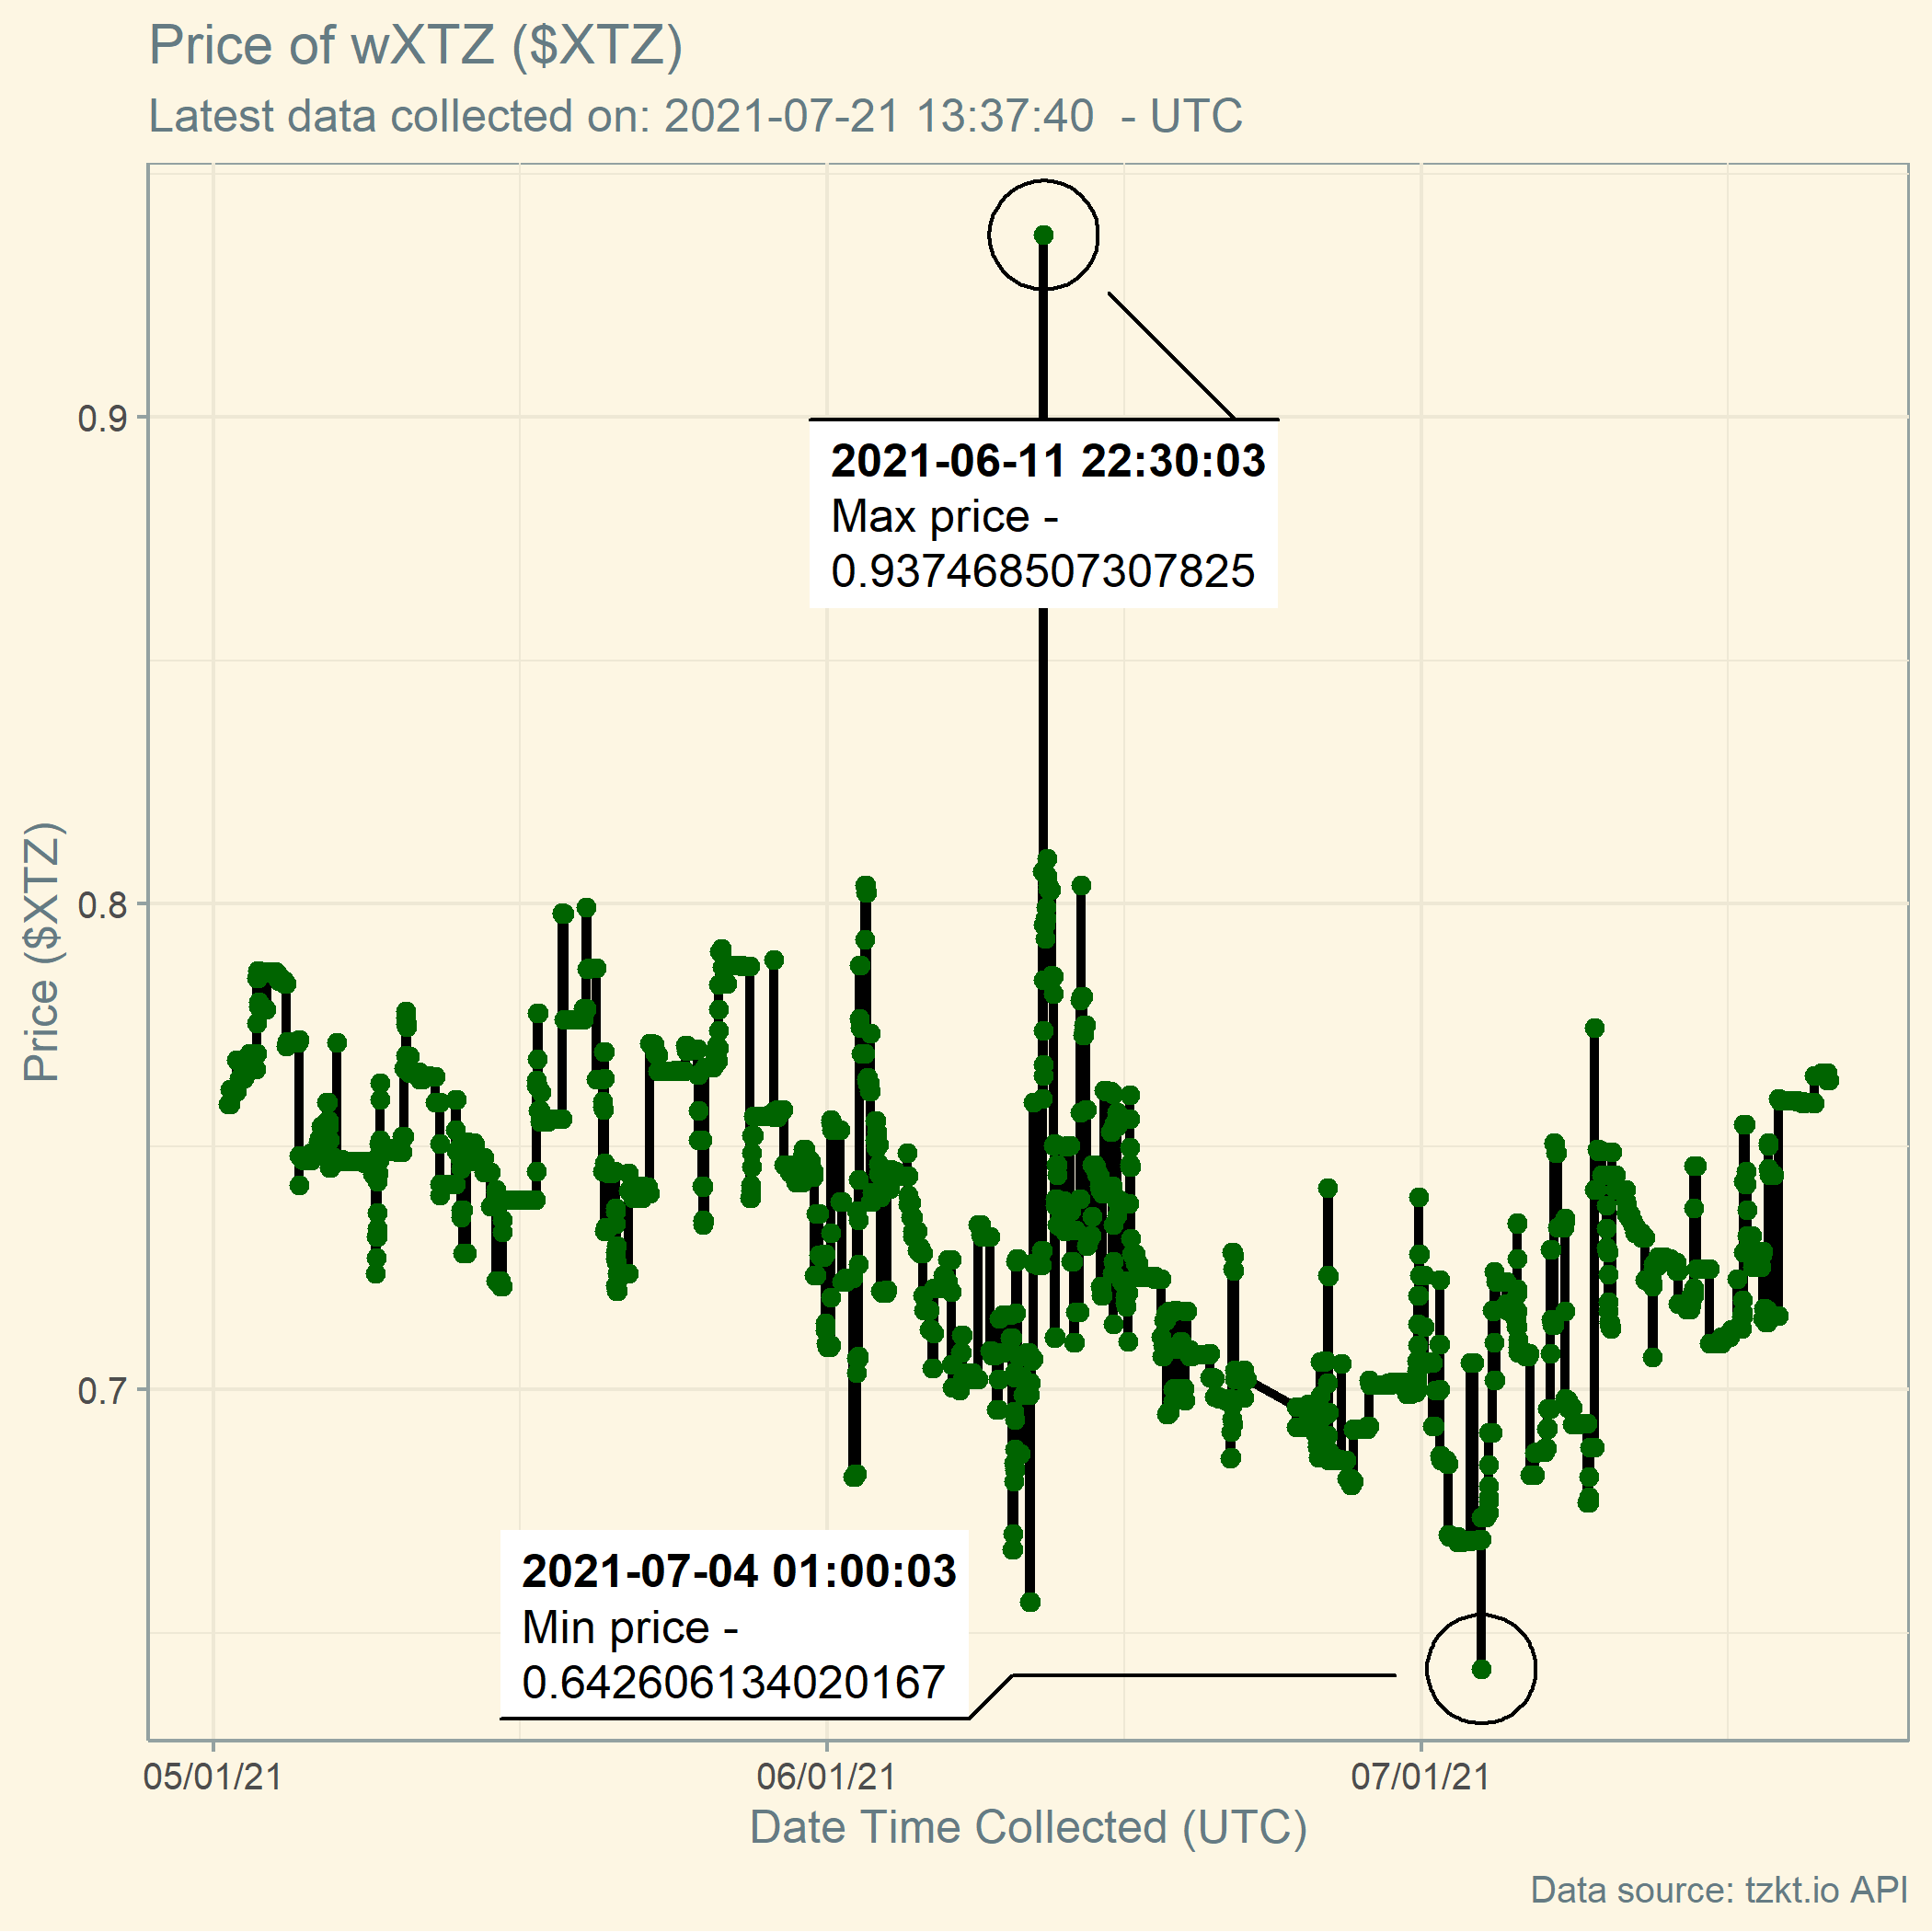 Price of wXTZ ($XTZ)
Latest data collected on: 2021-07-21 13:37:40  - UTC
0.9
2021-06-11 22:30:03
Max price -
0.937468507307825
Price ($XTZ)
0.8
0.7
2021-07-04 01:00:03
Min price -
0.642606134020167
05/01/21
06/01/21
07/01/21
Date Time Collected (UTC)
Data source: tzkt.io API